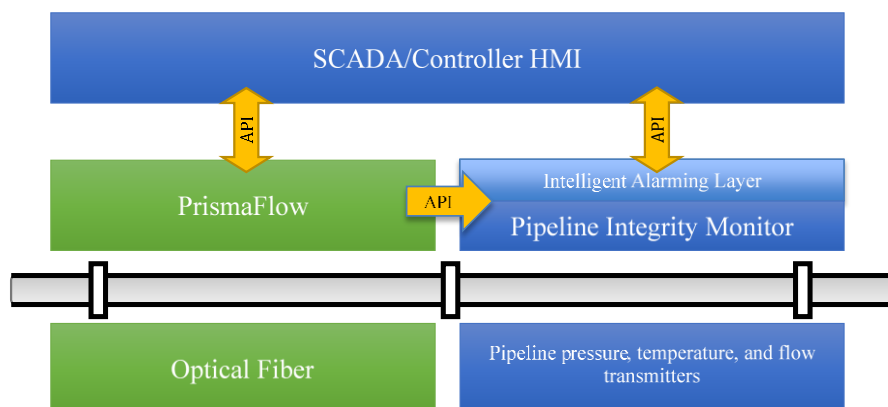 SCADA/Controller HMI
API
API
PrismaFlow
API
Intelligent Alarming Layer
Pipeline Integrity Monitor
Optical Fiber
Pipeline pressure, temperature, and flow
transmitters